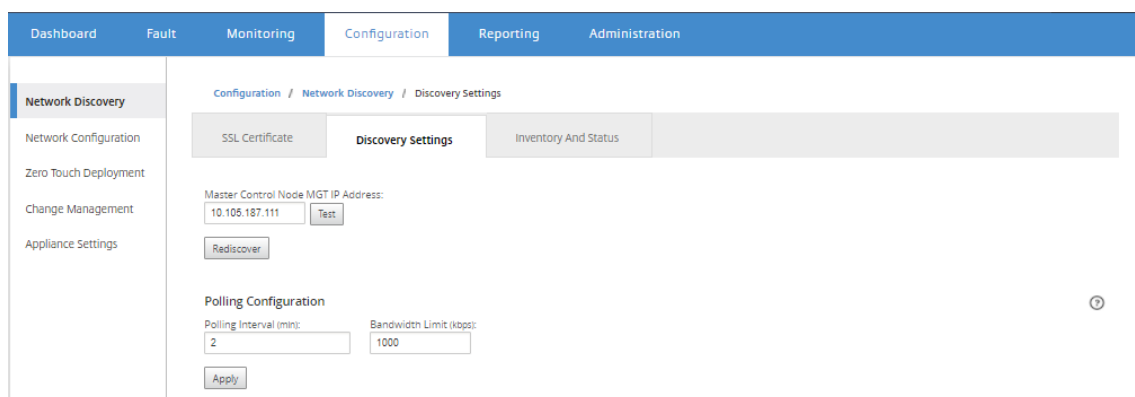 Dashboard Fault Monitoring Configuration Reporting Administration
Network Discovery
Network Configuration
Zero Touch Deployment
Change Management
Appliance Settings
Configuration / Network Discovery / Discovery Settings
SSL Certificate Discovery Settings Inventory And Status
Master Control Node MGT IP Address:
10.105.187.111 Test
Rediscover
Polling Configuration ?
Polling Interval (min): Bandwidth Limit (kbps):
2 1000
Apply